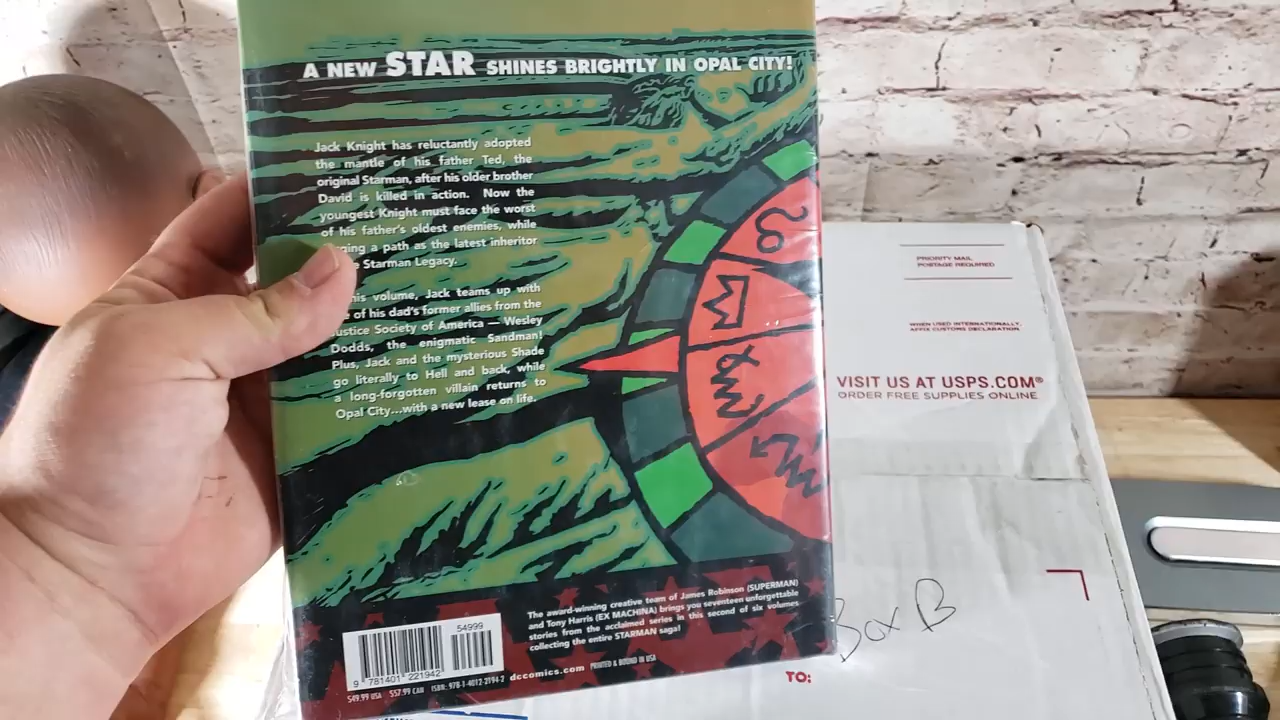 A NEW STAR SHINES BRIGHTLY IN OPAL CITY!
Jack Knight has reluctantly adopted
the mantle of his father Ted, the
original Starman, after his older brother
David is killed in action. Now the
youngest Knight must face the worst
of his father's oldest enemies, while
a path as the latest inheritor
Starman Legacy.
volume, Jack teams up with
of his dad's former allies from the
Society of America — Wesley
Dodds, the enigmatic Sandman!
Plus, Jack and the mysterious Shade
go literally to Hell and back, while
a long-forgotten villain returns to
Opal City...with a new lease on life.
The award-winning creative team of James Robinson (SUPERMAN)
and Tony Harris (EX MACHINA) brings you seventeen unforgettable
stories from the acclaimed series in this second of six volumes
collecting the entire STARMAN saga!
54999
9 781401 221942
$49.99 USA $57.99 CAN ISBN: 978-1-4012-2194-2 dccomics.com PRINTED & BOUND IN USA
PRIORITY MAIL
POSTAGE REQUIRED
WHEN USED INTERNATIONALLY,
AFFIX CUSTOMS DECLARATION.
VISIT US AT USPS.COM®
ORDER FREE SUPPLIES ONLINE
Box B
TO: